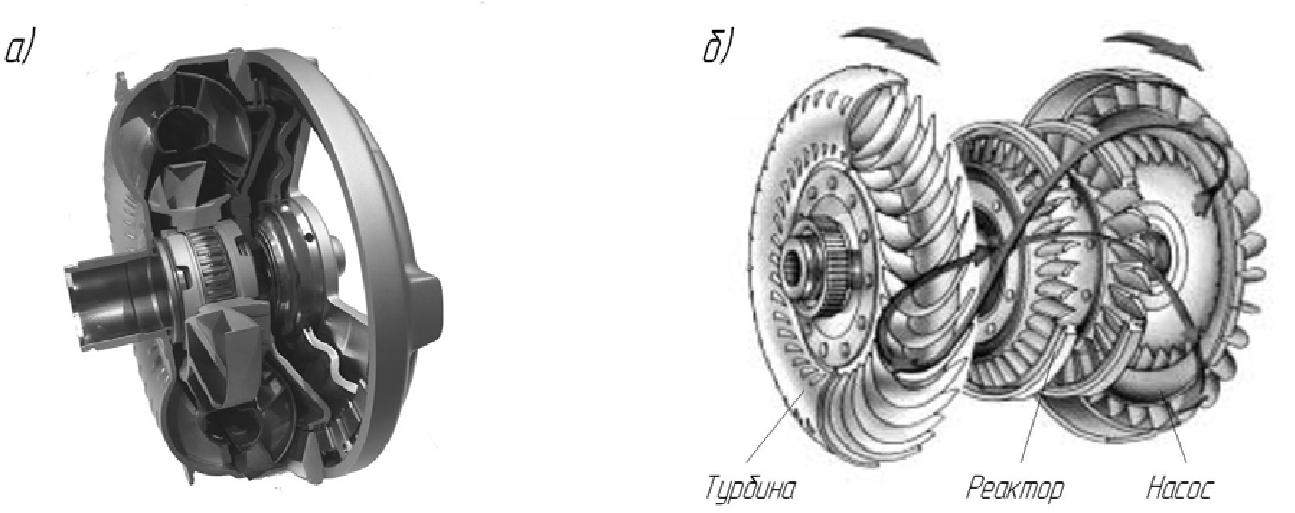 а)
б)
Турбина
Реактор
Насос